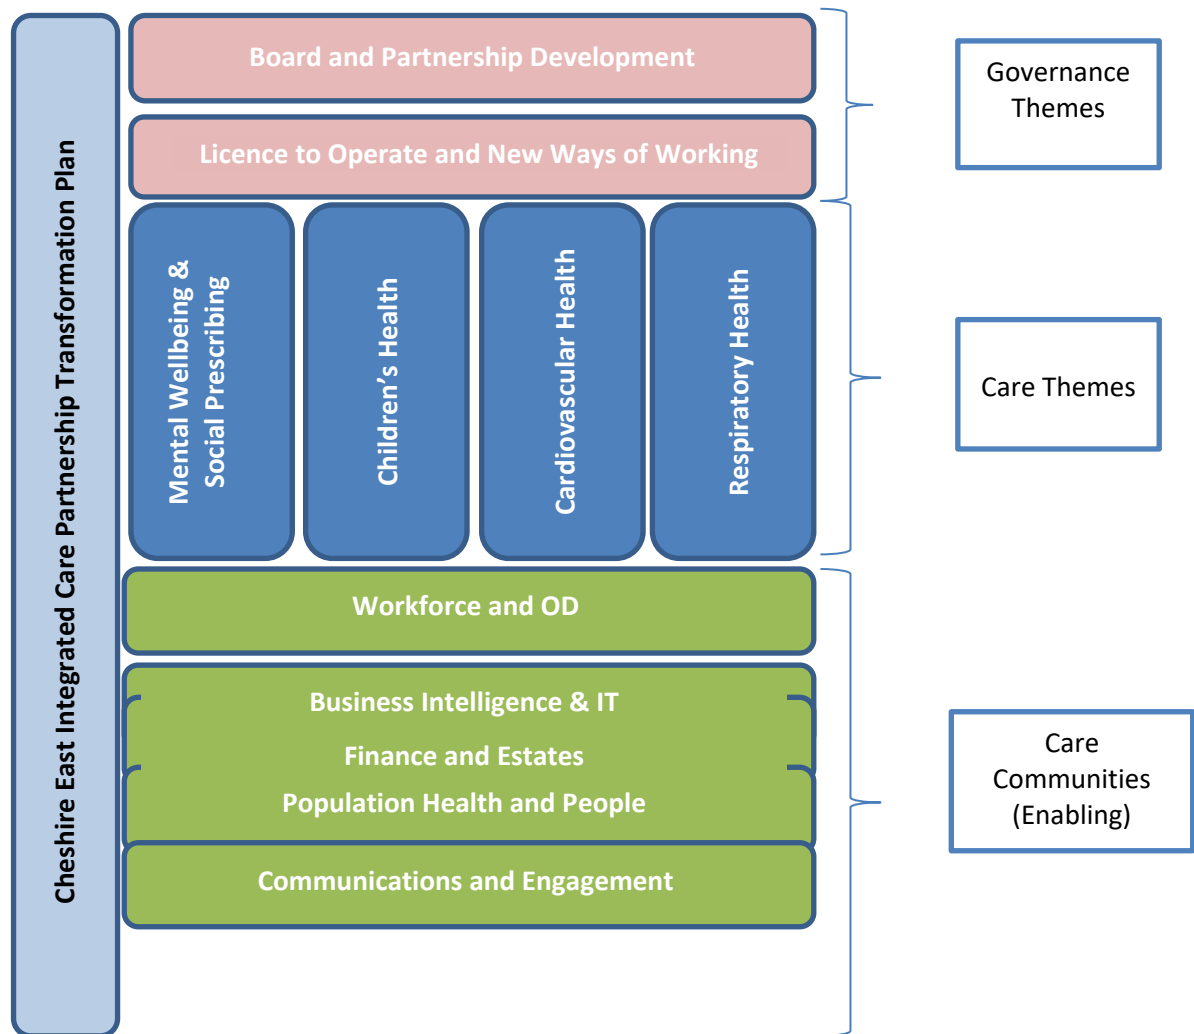 Cheshire East Integrated Care Partnership Transformation Plan
Board and Partnership Development
Licence to Operate and New Ways of Working
Governance
Themes
Mental Wellbeing &
Social Prescribing
Children’s Health
Cardiovascular Health
Respiratory Health
Care Themes
Workforce and OD
Business Intelligence & IT
Finance and Estates
Population Health and People
Communications and Engagement
Care
Communities
(Enabling)